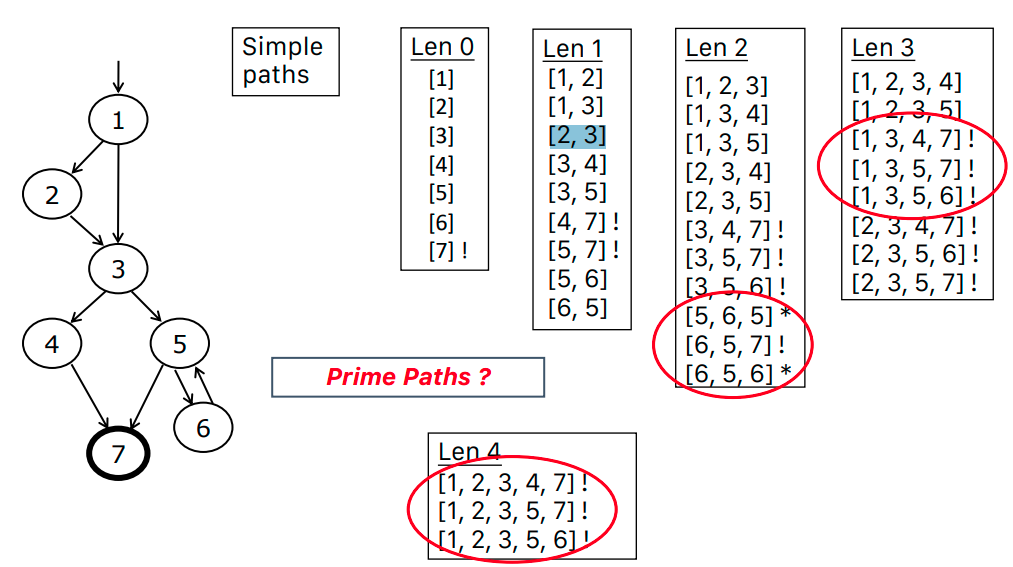 Simple
paths
Len 0
[1]
[2]
[3]
[4]
[5]
[6]
[7] !
Len 1
[1, 2]
[1, 3]
[2, 3]
[3, 4]
[3, 5]
[4, 7] !
[5, 7] !
[5, 6]
[6, 5]
Len 2
[1, 2, 3]
[1, 3, 4]
[1, 3, 5]
[2, 3, 4]
[2, 3, 5]
[3, 4, 7] !
[3, 5, 7] !
[3, 5, 6] !
[5, 6, 5] *
[6, 5, 7] !
[6, 5, 6] *
Len 3
[1, 2, 3, 4]
[1, 2, 3, 5]
[1, 3, 4, 7] !
[1, 3, 5, 7] !
[1, 3, 5, 6] !
[2, 3, 4, 7] !
[2, 3, 5, 6] !
[2, 3, 5, 7] !
1
2
3
4
5
6
7
Prime Paths ?
Len 4
[1, 2, 3, 4, 7] !
[1, 2, 3, 5, 7] !
[1, 2, 3, 5, 6] !